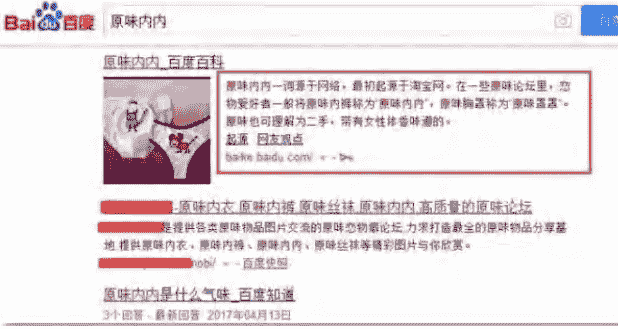 Bai du 百度
原味内内
原味内内_百度百科
原味内内一词源于网络，最初起源于淘宝网。在一些原味论坛里，恋
物爱好者一般将原味内裤称为“原味内内”，原味胸罩称为“原味罩罩”。
原味也可理解为二手，带有女性体香味道的。
起源 网友观点
baike.baidu.com/
-原味内衣,原味内裤,原味丝袜,原味内内,高质量的原味论坛
是提供各类原味物品图片交流的原味恋物癖论坛,力求打造最全的原味物品分享基
地,提供原味内衣、原味内裤、原味内内、原味丝袜等精彩图片与你欣赏。
mobi/ - 百度快照
原味内内是什么气味_百度知道
3个回答 - 最新回答: 2017年04月13日